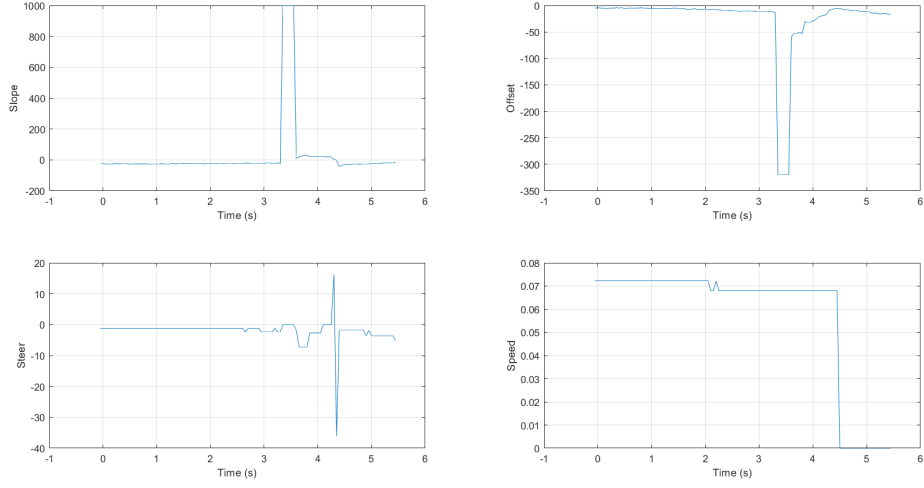 1000
800
600
400
200
0
-200
Slope
-1 0 1 2 3 4 5 6
Time (s)
0
-50
-100
-150
-200
-250
-300
-350
Offset
-1 0 1 2 3 4 5 6
Time (s)
20
10
0
-10
-20
-30
-40
Steer
-1 0 1 2 3 4 5 6
Time (s)
0.08
0.07
0.06
0.05
0.04
0.03
0.02
0.01
0
Speed
-1 0 1 2 3 4 5 6
Time (s)